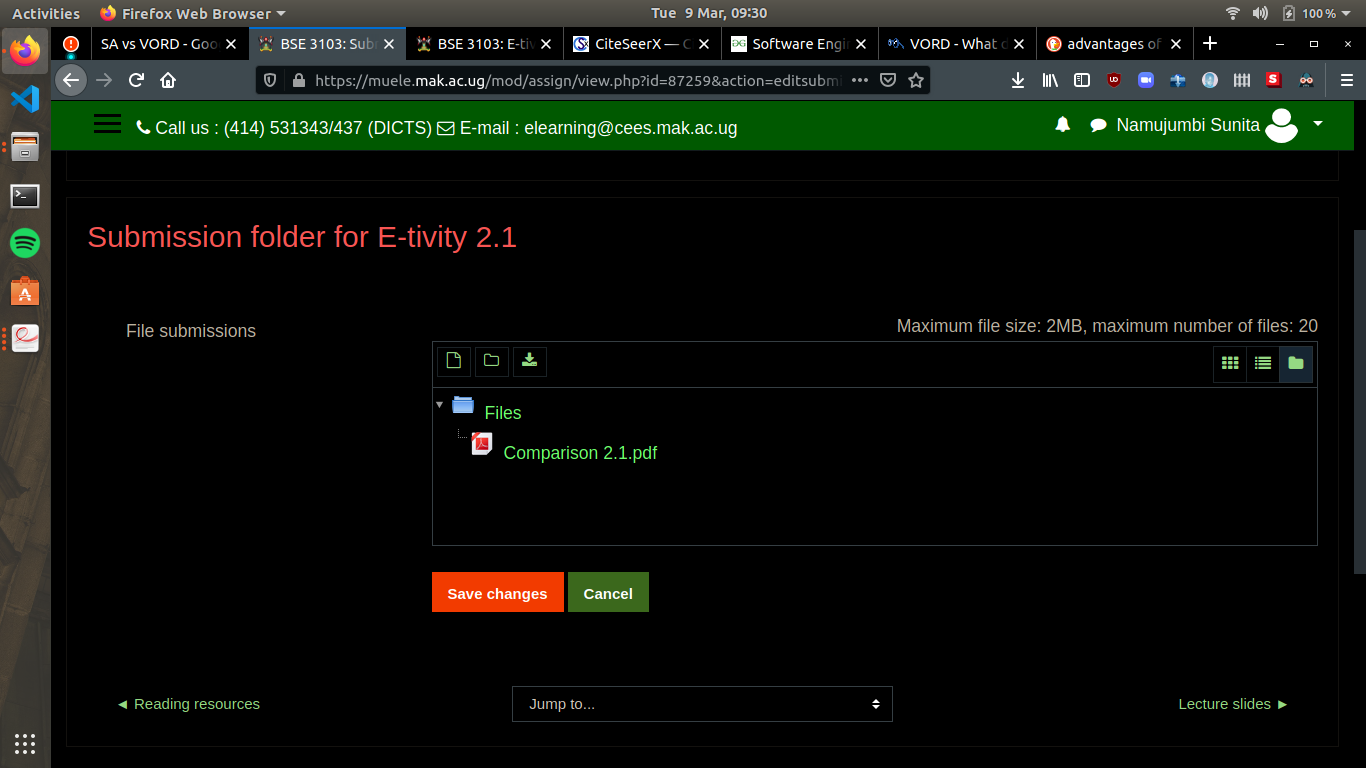 Activities Firefox Web Browser Tue 9 Mar, 09:30 100 %
SA vs VORD - Goo BSE 3103: Sub BSE 3103: E-tiv CiteSeerX — C Software Engi VORD - What d advantages of
https://muele.mak.ac.ug/mod/assign/view.php?id=87259&action=editsubmi
Call us : (414) 531343/437 (DICTS) E-mail : elearning@cees.mak.ac.ug Namujumbi Sunita
Submission folder for E-tivity 2.1
File submissions
Maximum file size: 2MB, maximum number of files: 20
Files
Comparison 2.1.pdf
Save changes Cancel
◄ Reading resources Jump to... Lecture slides ►